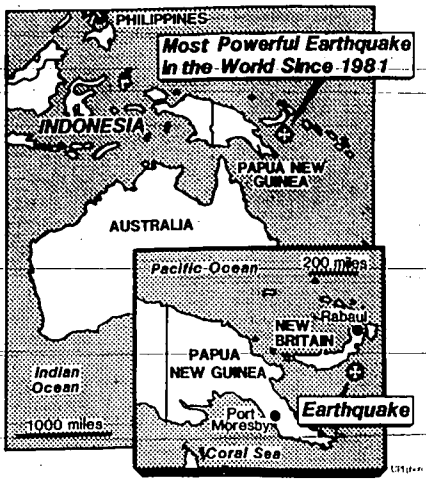 PHILIPPINES
Most Powerful Earthquake
in the World Since 1981
INDONESIA
PAPUA NEW
GUINEA
AUSTRALIA
Pacific Ocean
200 miles
Rabaul
NEW
BRITAIN
PAPUA
NEW GUINEA
Indian
Ocean
Earthquake
Port
Moresby
1000 miles
Coral Sea